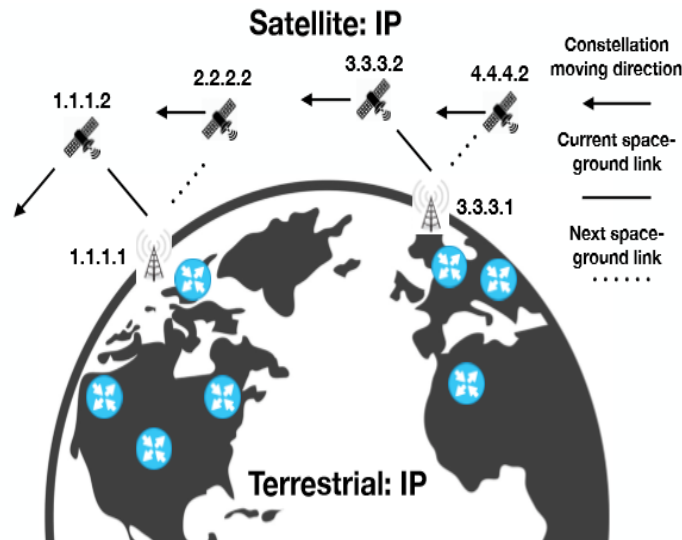 Satellite: IP
Constellation
moving direction
1.1.1.2
2.2.2.2
3.3.3.2
4.4.4.2
Current space-
ground link
1.1.1.1
3.3.3.1
Next space-
ground link
Terrestrial: IP